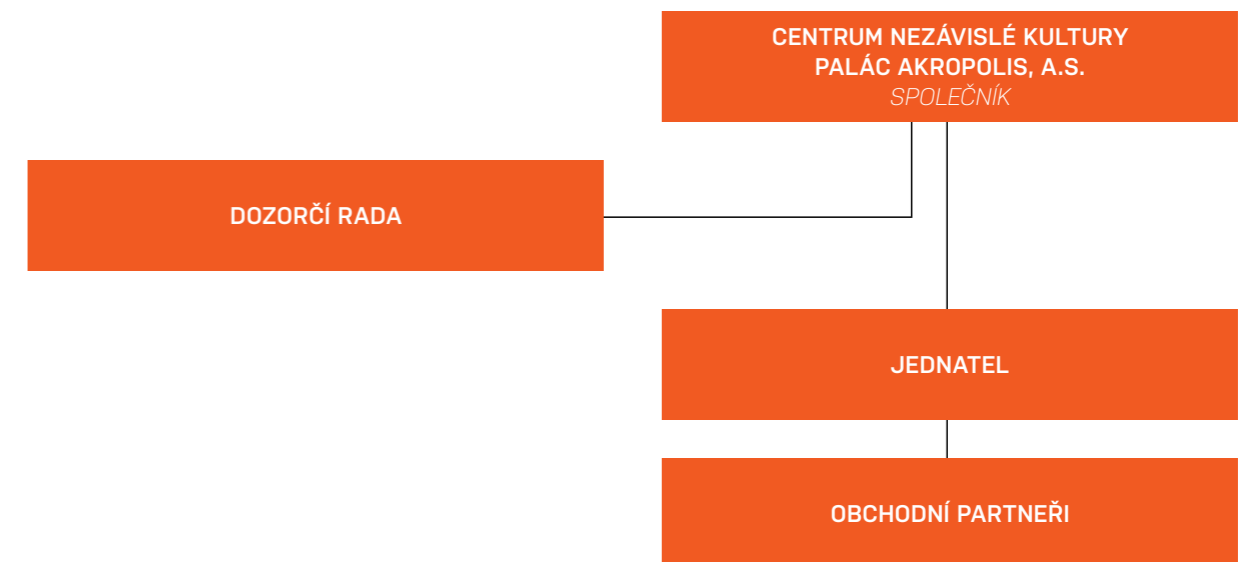 CENTRUM NEZÁVISLÉ KULTURY
PALÁC AKROPOLIS, A.S.
SPOLEČNÍK
DOZORČÍ RADA
JEDNATEL
OBCHODNÍ PARTNEŘI